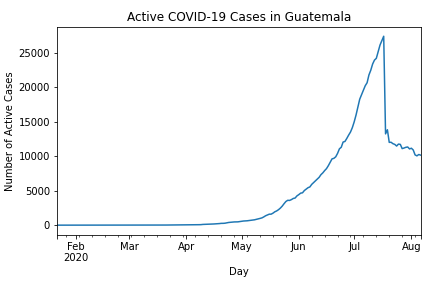 Active COVID-19 Cases in Guatemala
Number of Active Cases
25000
20000
15000
10000
5000
0
Feb
2020
Mar
Apr
May
Jun
Jul
Aug
Day